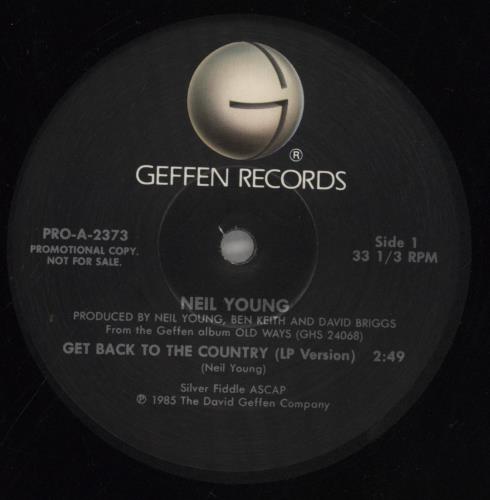 G
®
GEFFEN RECORDS
PRO-A-2373
PROMOTIONAL COPY.
NOT FOR SALE.
Side 1
33 1/3 RPM
NEIL YOUNG
PRODUCED BY NEIL YOUNG, BEN KEITH AND DAVID BRIGGS
From the Geffen album OLD WAYS (GHS 24068)
GET BACK TO THE COUNTRY (LP Version) 2:49
(Neil Young)
Silver Fiddle ASCAP
℗ 1985 The David Geffen Company